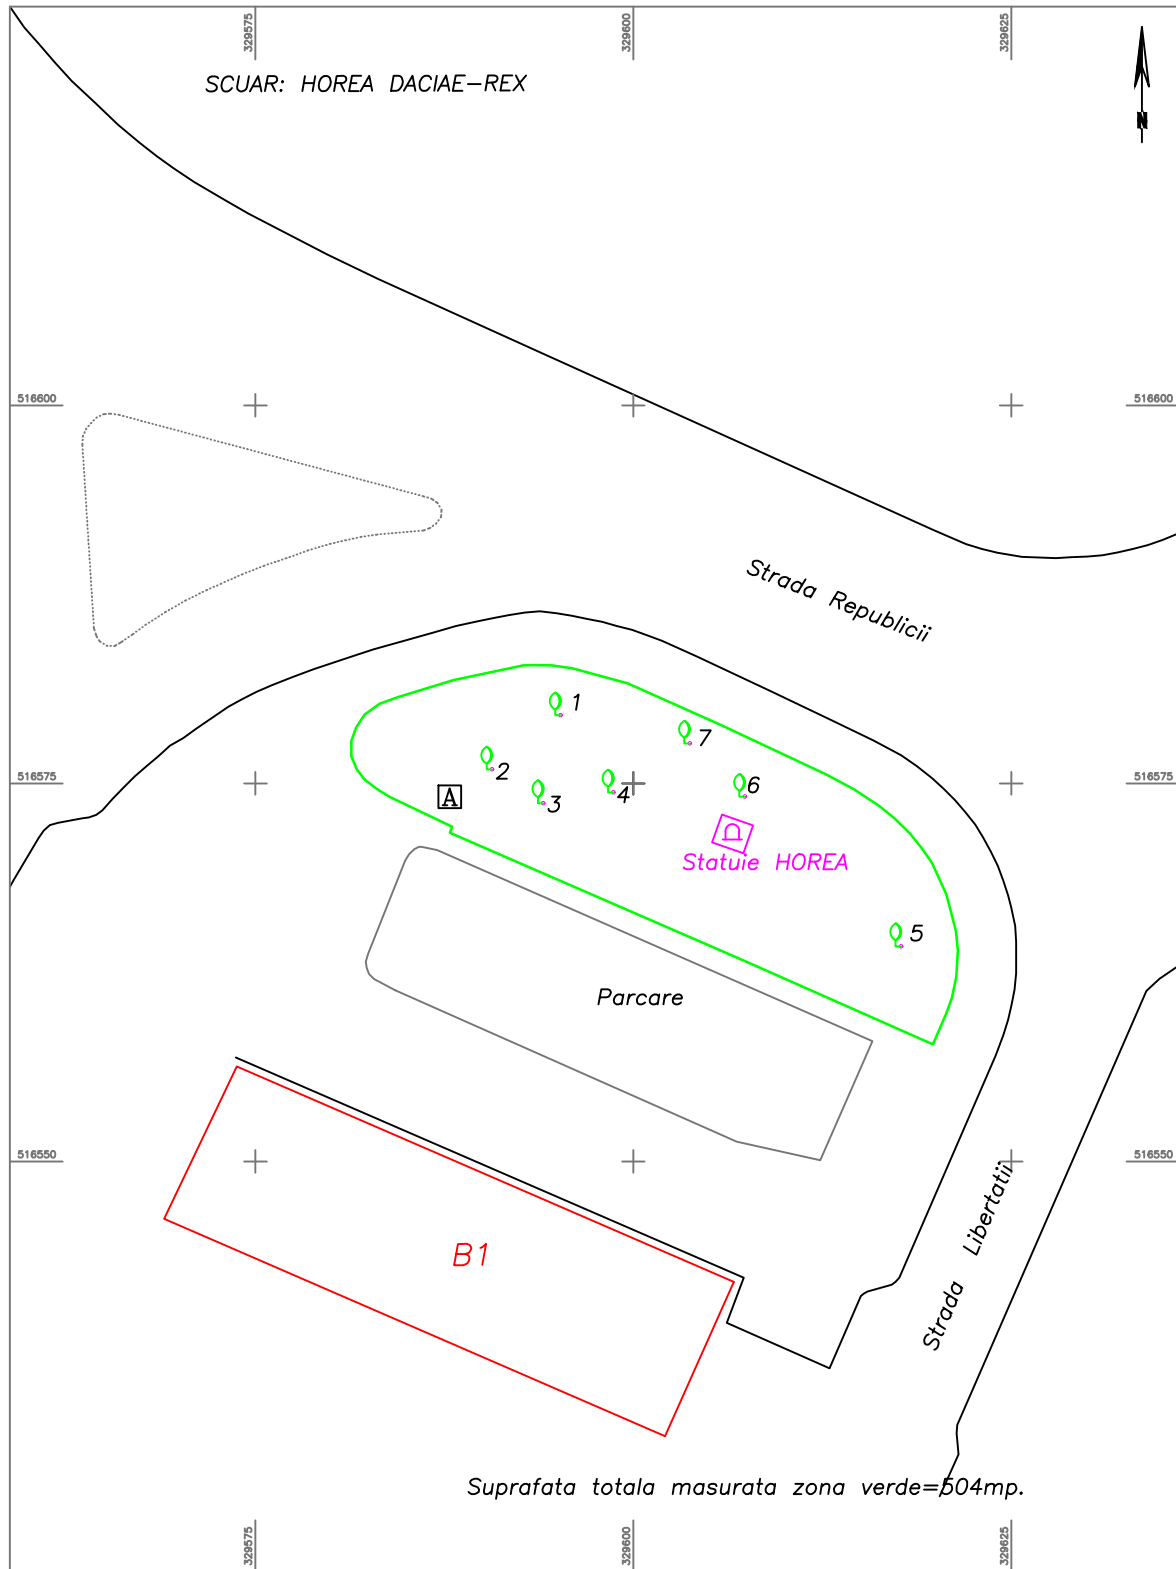 329575
329600
329625
SCUAR: HOREA DACIAE-REX
N
516600
516600
Strada Republicii
1
7
2
3
4
6
516575
516575
A
D
Statuie HOREA
5
Parcare
516550
516550
Strada Libertatii
B1
Suprafata totala masurata zona verde=504mp.
329575
329600
329625